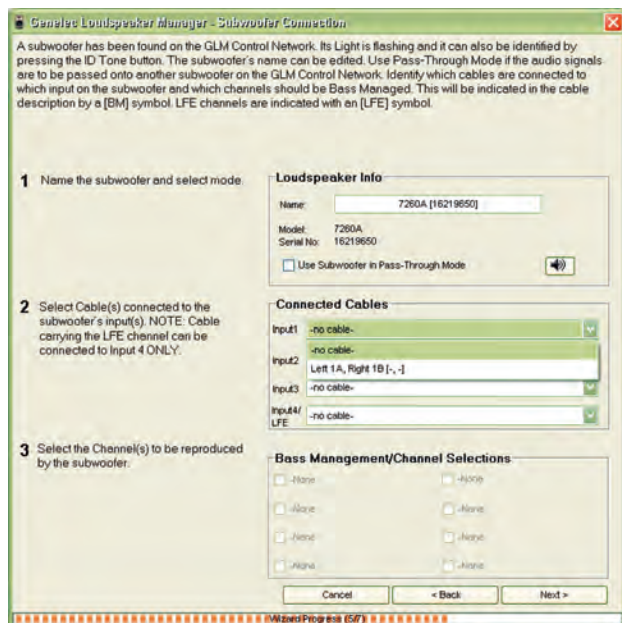 Genelec Loudspeaker Manager - Subwoofer Connection
A subwoofer has been found on the GLM Control Network. Its Light is flashing and it can also be identified by
pressing the ID Tone button. The subwoofer's name can be edited. Use Pass-Through Mode if the audio signals
are to be passed onto another subwoofer on the GLM Control Network. Identify which cables are connected to
which input on the subwoofer and which channels should be Bass Managed. This will be indicated in the cable
description by a [BM] symbol. LFE channels are indicated with an [LFE] symbol.
1 Name the subwoofer and select mode.
Loudspeaker Info
Name: 7260A [16219650]
Model: 7260A
Serial No: 16219650
Use Subwoofer in Pass-Through Mode
2 Select Cable(s) connected to the
subwoofer's input(s). NOTE: Cable
carrying the LFE channel can be
connected to Input 4 ONLY.
Connected Cables
Input1 -no cable-
-no cable-
Input2
Left 1A, Right 1B [-, -]
Input3 -no cable-
Input4/
LFE -no cable-
3 Select the Channel(s) to be reproduced
by the subwoofer.
Bass Management/Channel Selections
-None -None
-None -None
-None -None
-None -None
Cancel < Back Next >
Wizard Progress (5/7)